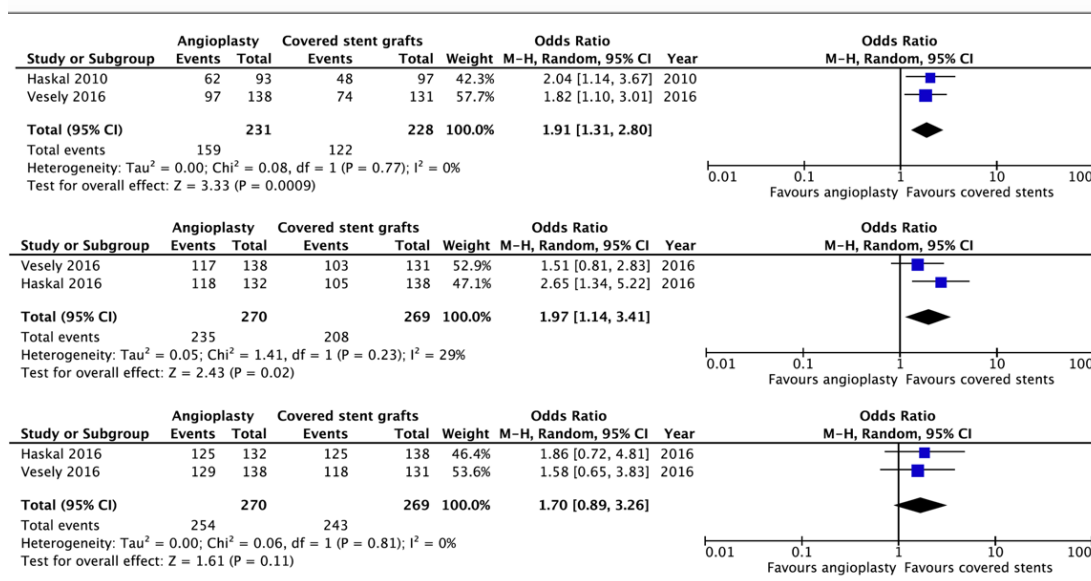 Angioplasty Covered stent grafts Odds Ratio Odds Ratio
Study or Subgroup Events Total Events Total Weight M-H, Random, 95% CI Year M-H, Random, 95% CI
Haskal 2010 62 93 48 97 42.3% 2.04 [1.14, 3.67] 2010
Vesely 2016 97 138 74 131 57.7% 1.82 [1.10, 3.01] 2016
Total (95% CI) 231 228 100.0% 1.91 [1.31, 2.80]
Total events 159 122
Heterogeneity: Tau² = 0.00; Chi² = 0.08, df = 1 (P = 0.77); I² = 0%
Test for overall effect: Z = 3.33 (P = 0.0009)
0.01 0.1 1 10 100
Favours angioplasty Favours covered stents
Angioplasty Covered stent grafts Odds Ratio Odds Ratio
Study or Subgroup Events Total Events Total Weight M-H, Random, 95% CI Year M-H, Random, 95% CI
Vesely 2016 117 138 103 131 52.9% 1.51 [0.81, 2.83] 2016
Haskal 2016 118 132 105 138 47.1% 2.65 [1.34, 5.22] 2016
Total (95% CI) 270 269 100.0% 1.97 [1.14, 3.41]
Total events 235 208
Heterogeneity: Tau² = 0.05; Chi² = 1.41, df = 1 (P = 0.23); I² = 29%
Test for overall effect: Z = 2.43 (P = 0.02)
0.01 0.1 1 10 100
Favours angioplasty Favours covered stents
Angioplasty Covered stent grafts Odds Ratio Odds Ratio
Study or Subgroup Events Total Events Total Weight M-H, Random, 95% CI Year M-H, Random, 95% CI
Haskal 2016 125 132 125 138 46.4% 1.86 [0.72, 4.81] 2016
Vesely 2016 129 138 118 131 53.6% 1.58 [0.65, 3.83] 2016
Total (95% CI) 270 269 100.0% 1.70 [0.89, 3.26]
Total events 254 243
Heterogeneity: Tau² = 0.00; Chi² = 0.06, df = 1 (P = 0.81); I² = 0%
Test for overall effect: Z = 1.61 (P = 0.11)
0.01 0.1 1 10 100
Favours angioplasty Favours covered stents